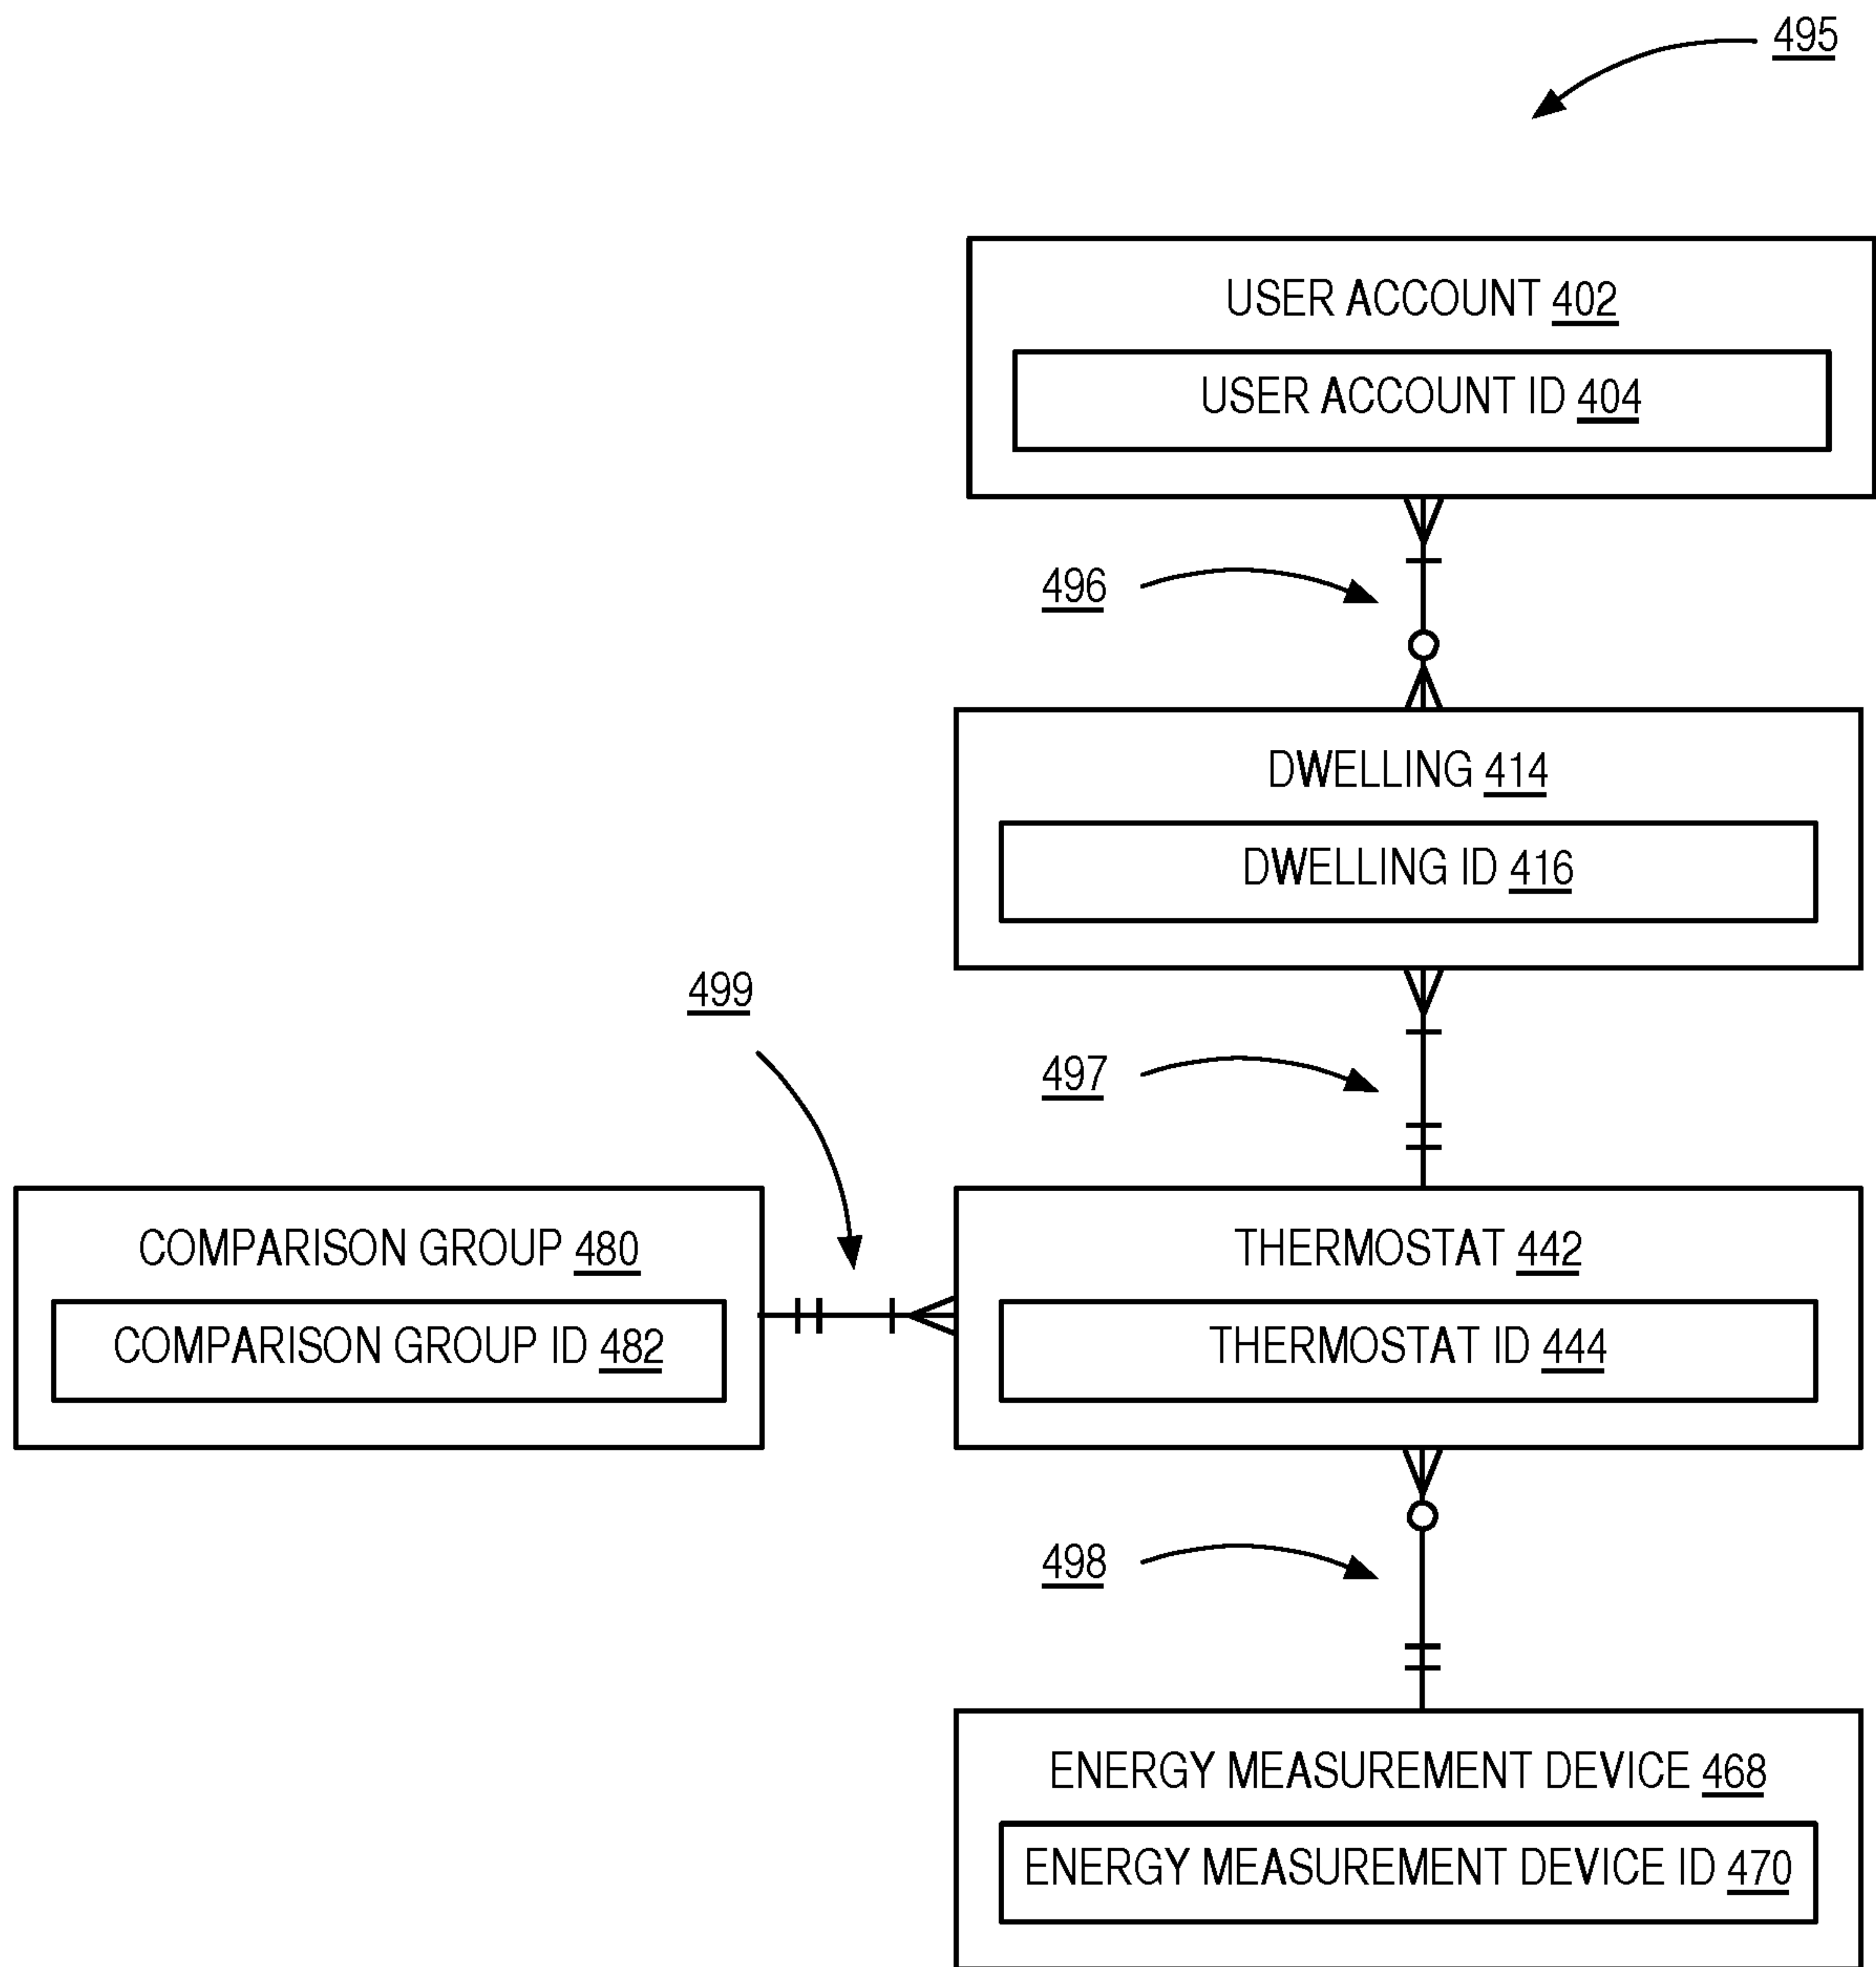 495
USER ACCOUNT 402
USER ACCOUNT ID 404
496
DWELLING 414
DWELLING ID 416
499
497
COMPARISON GROUP 480
COMPARISON GROUP ID 482
THERMOSTAT 442
THERMOSTAT ID 444
498
ENERGY MEASUREMENT DEVICE 468
ENERGY MEASUREMENT DEVICE ID 470